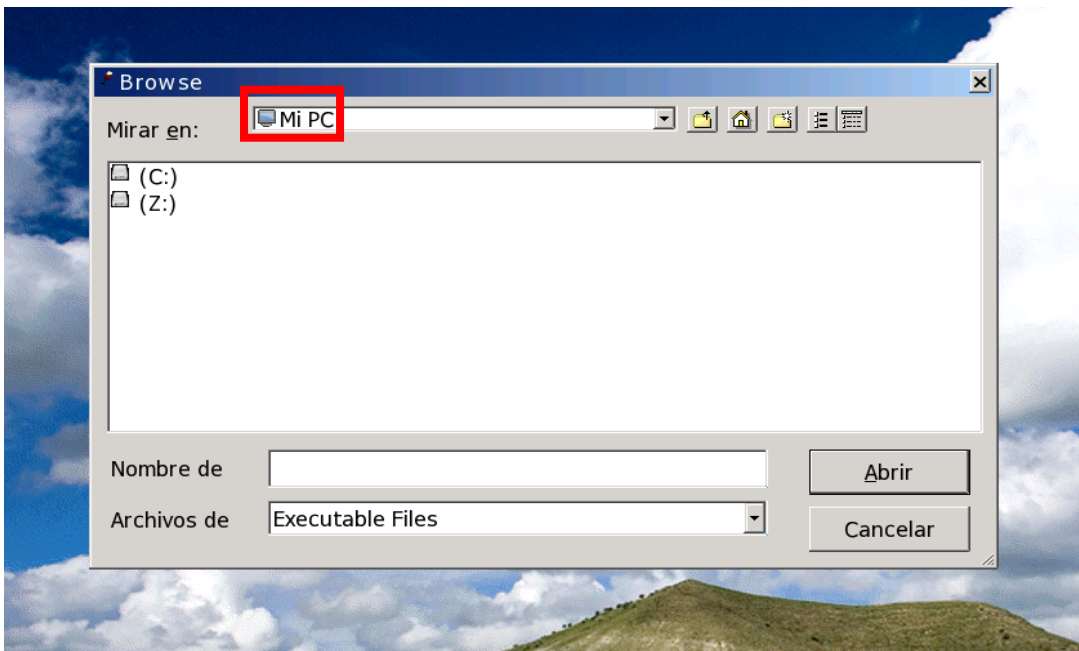 Browse
Mirar en:
Mi PC
(C:)
(Z:)
Nombre de
Abrir
Archivos de
Executable Files
Cancelar